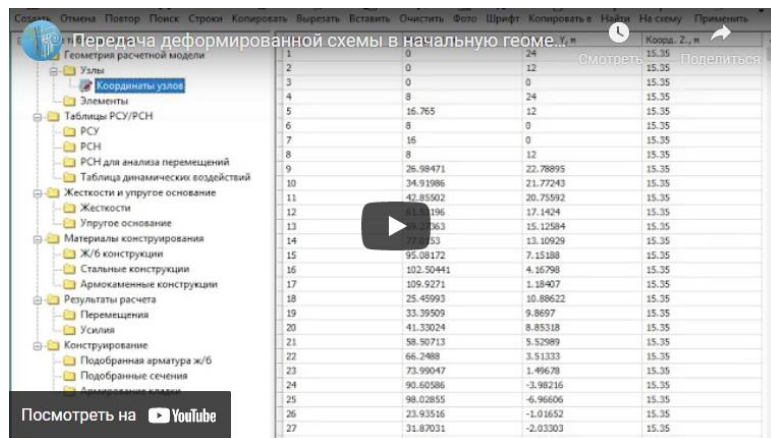 Создать Отмена Повтор Поиск Строки Копировать Вырезать Вставить Очистить Фото Шрифт Копировать в Найти На схему Применить
Передача деформированной схемы в начальную геоме...
Смотреть Поделиться
Геометрия расчетной модели
Узлы
Координаты узлов
Элементы
Таблицы РСУ/РСН
РСУ
РСН
РСН для анализа перемещений
Таблица динамических воздействий
Жесткости и упругое основание
Жесткости
Упругое основание
Материалы конструирования
Ж/б конструкции
Стальные конструкции
Армокаменные конструкции
Результаты расчета
Перемещения
Усилия
Конструирование
Подобранная арматура ж/б
Подобранные сечения
Армирование кладки
Y, м Коорд. Z., м
1 0 24 15.35
2 0 12 15.35
3 0 0 15.35
4 8 24 15.35
5 16.765 12 15.35
6 8 0 15.35
7 16 0 15.35
8 8 12 15.35
9 26.98471 22.78895 15.35
10 34.91986 21.77243 15.35
11 42.85502 20.75592 15.35
12 17.1424 15.35
13 15.12584 15.35
14 13.10929 15.35
15 95.08172 7.15188 15.35
16 102.50441 4.16798 15.35
17 109.9271 1.18407 15.35
18 25.45993 10.88622 15.35
19 33.39509 9.8697 15.35
20 41.33024 8.85318 15.35
21 58.50713 5.52989 15.35
22 66.2488 3.51333 15.35
23 73.99047 1.49678 15.35
24 90.60586 -3.98216 15.35
25 98.02855 -6.96606 15.35
26 23.93516 -1.01652 15.35
27 31.87031 -2.03303 15.35
Посмотреть на YouTube